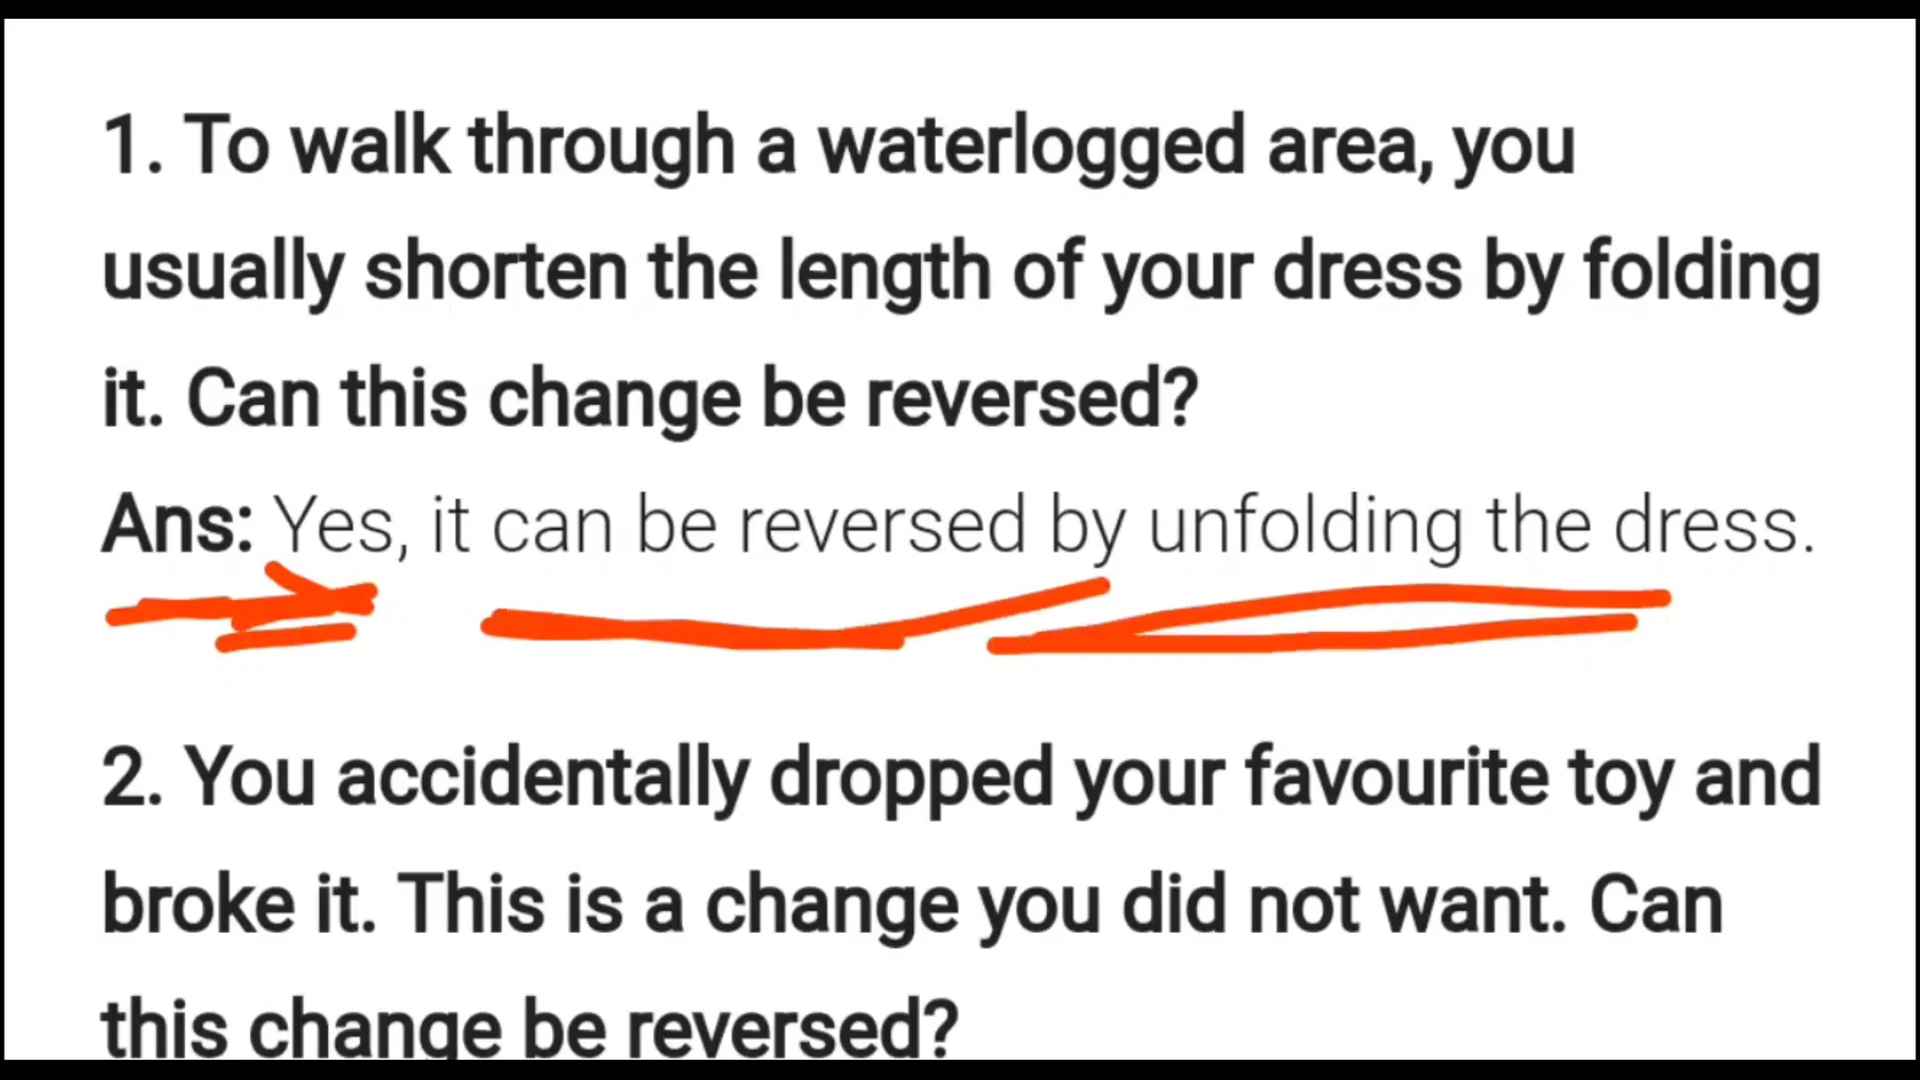 1. To walk through a waterlogged area, you
usually shorten the length of your dress by folding
it. Can this change be reversed?
Ans: Yes, it can be reversed by unfolding the dress.
2. You accidentally dropped your favourite toy and
broke it. This is a change you did not want. Can
this change be reversed?